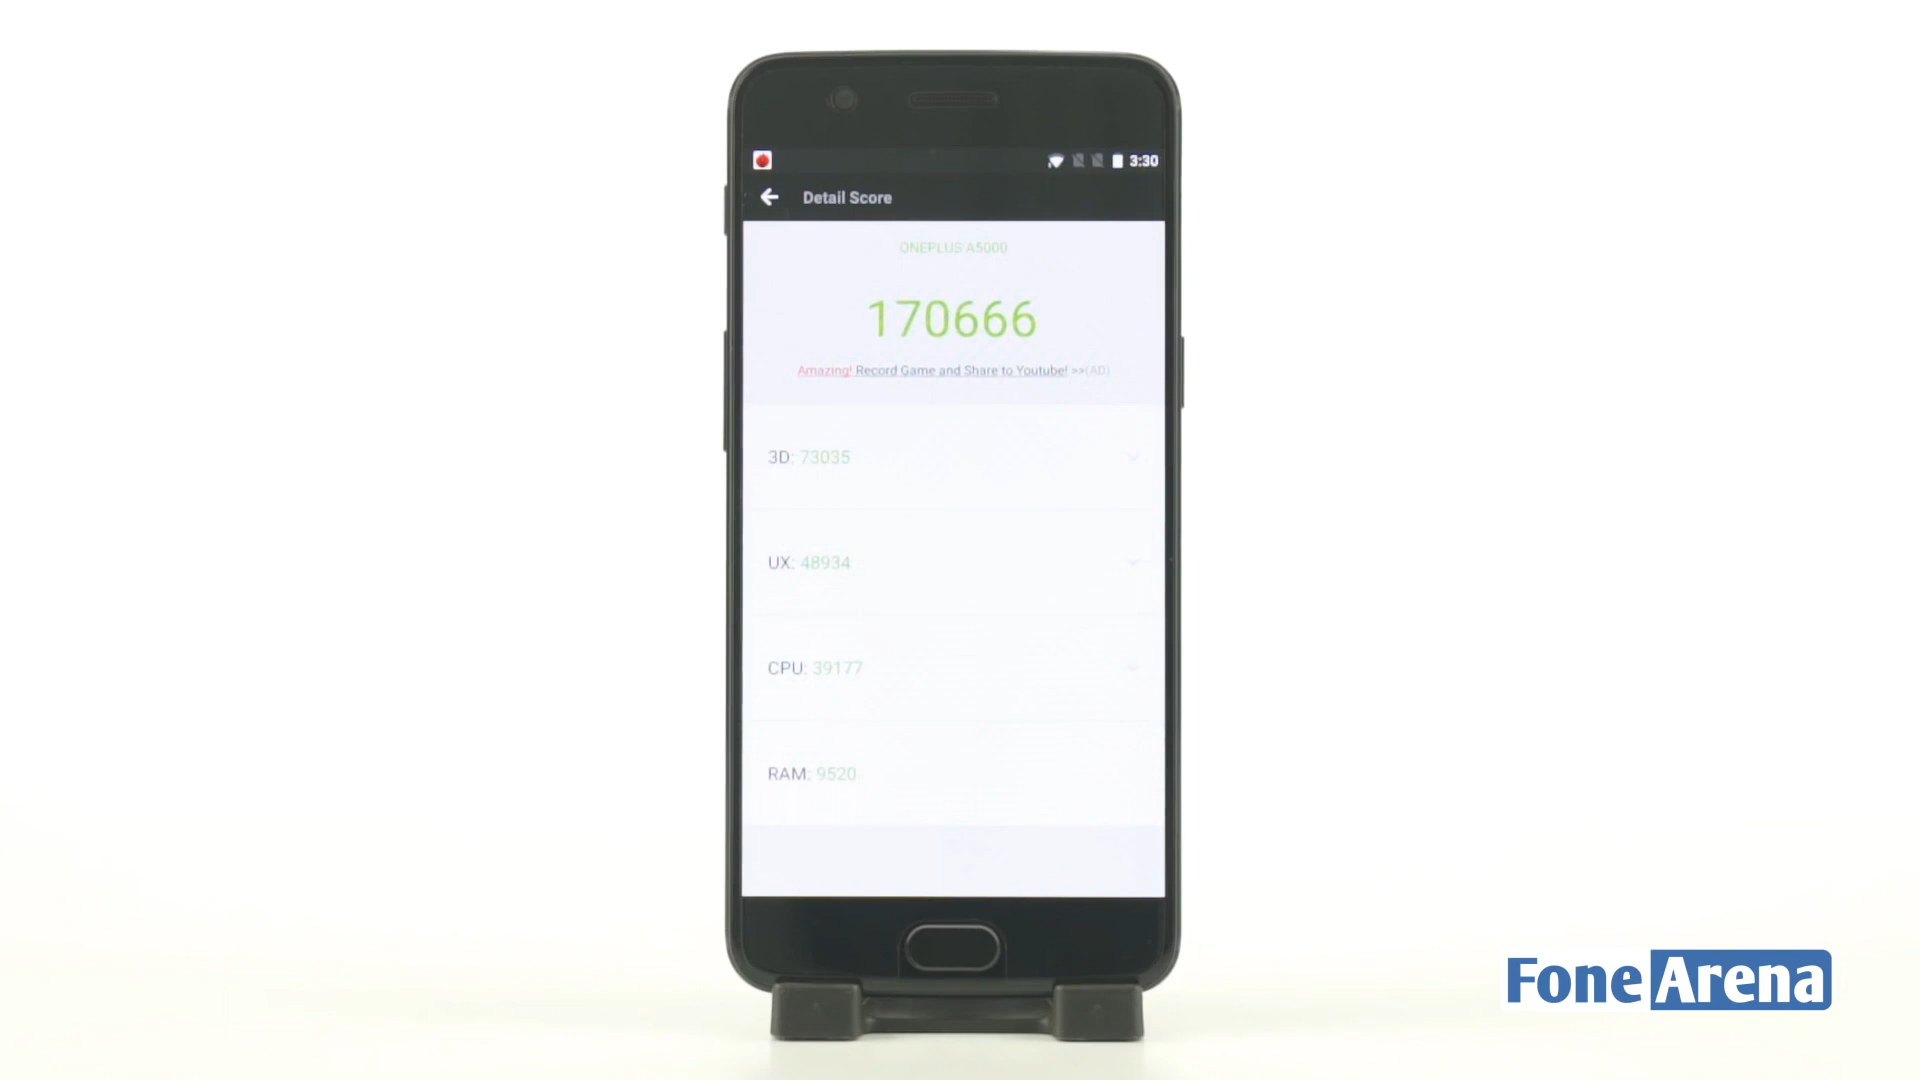 3:30
Detail Score
ONEPLUS A5000
170666
Amazing! Record Game and Share to Youtube! >>(AD)
3D: 73035
UX: 48934
CPU: 39177
RAM: 9520
FoneArena